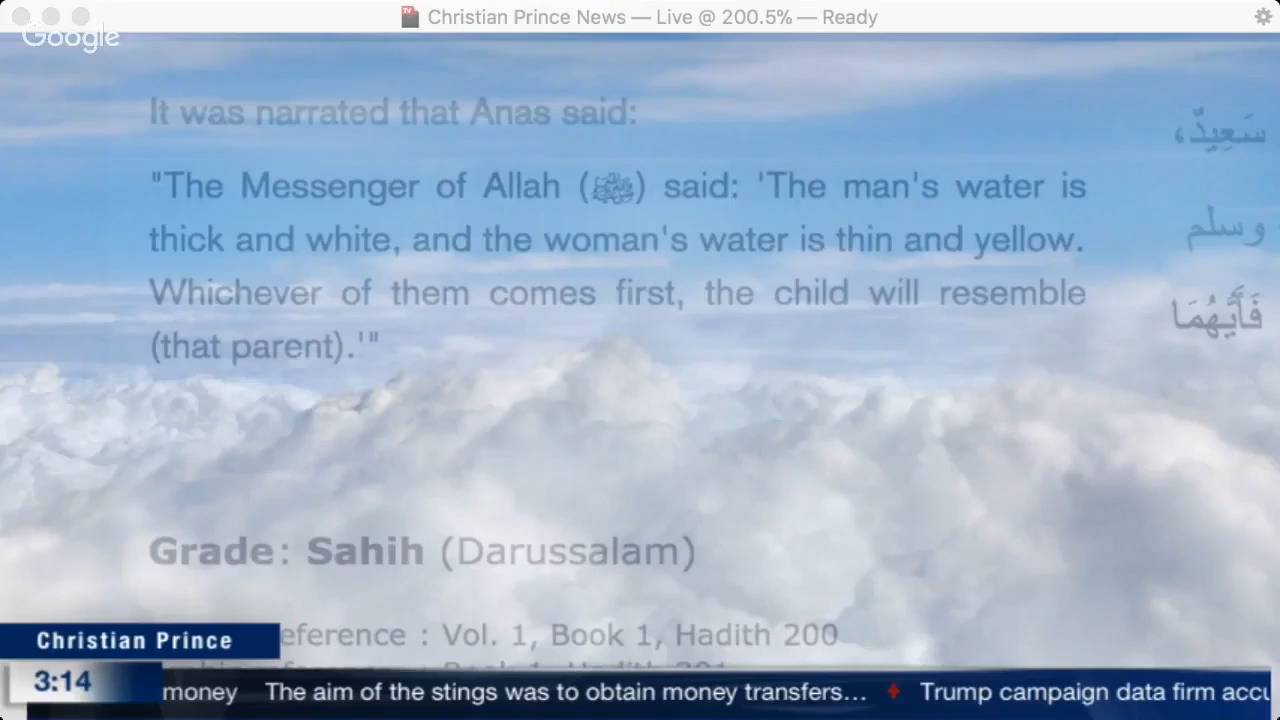 Christian Prince News — Live @ 200.5% — Ready
Google
It was narrated that Anas said:
"The Messenger of Allah (ﷺ) said: 'The man's water is
thick and white, and the woman's water is thin and yellow.
Whichever of them comes first, the child will resemble
(that parent).'"
سَعِيدٌ،
وسلم
فَأَيُّهُمَا
Grade: Sahih (Darussalam)
eference : Vol. 1, Book 1, Hadith 200
Christian Prince
3:14
money The aim of the stings was to obtain money transfers... Trump campaign data firm accu